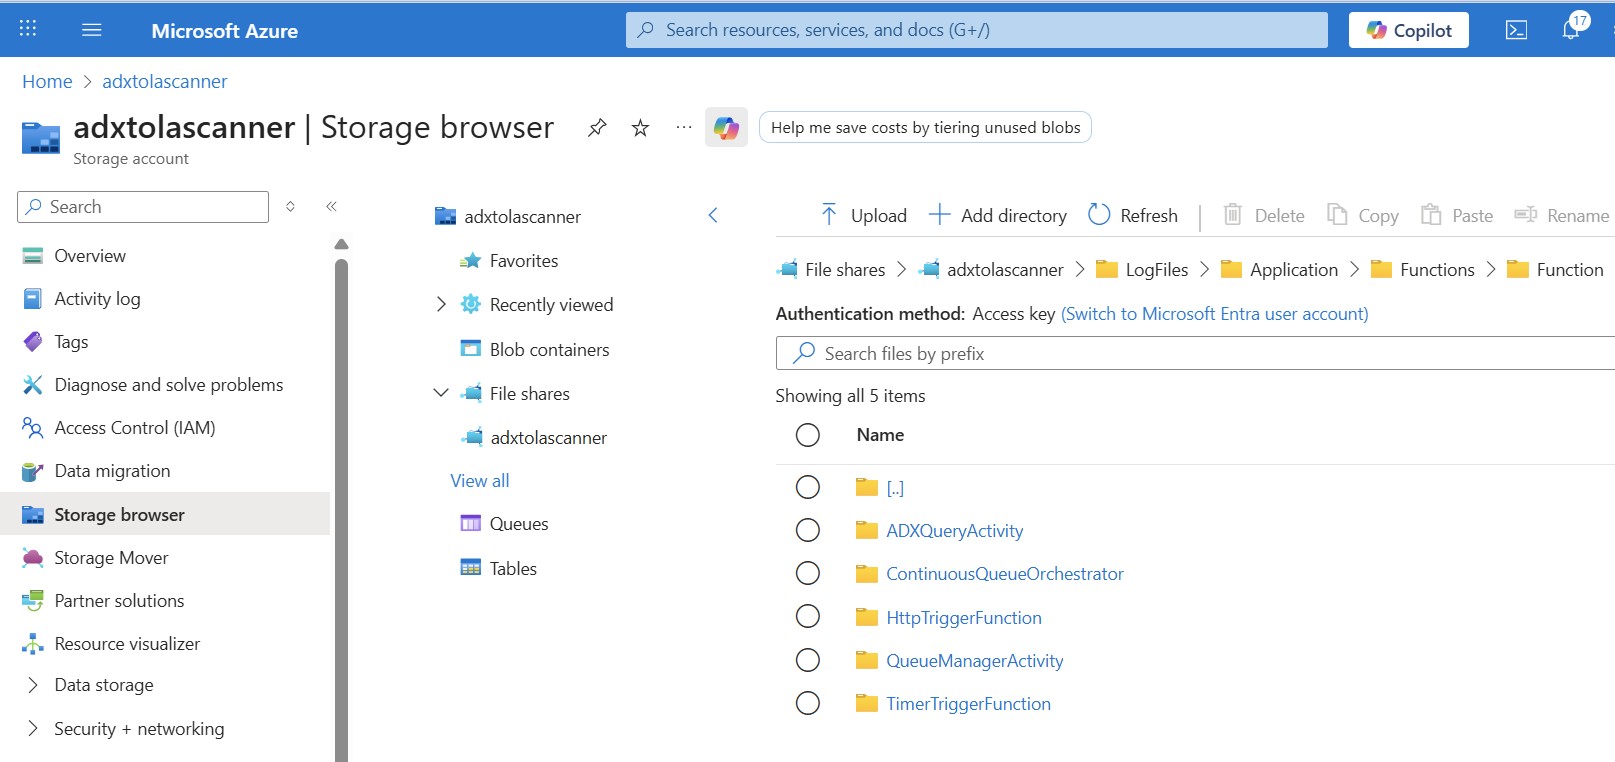 Microsoft Azure
Search resources, services, and docs (G+/)
Copilot
17
Home > adxtolascanner
adxtolascanner | Storage browser
Storage account
Help me save costs by tiering unused blobs
Search
Overview
Activity log
Tags
Diagnose and solve problems
Access Control (IAM)
Data migration
Storage browser
Storage Mover
Partner solutions
Resource visualizer
Data storage
Security + networking
adxtolascanner
Favorites
Recently viewed
Blob containers
File shares
adxtolascanner
View all
Queues
Tables
Upload Add directory Refresh Delete Copy Paste Rename
File shares > adxtolascanner > LogFiles > Application > Functions > Function
Authentication method: Access key (Switch to Microsoft Entra user account)
Search files by prefix
Showing all 5 items
Name
[..]
ADXQueryActivity
ContinuousQueueOrchestrator
HttpTriggerFunction
QueueManagerActivity
TimerTriggerFunction